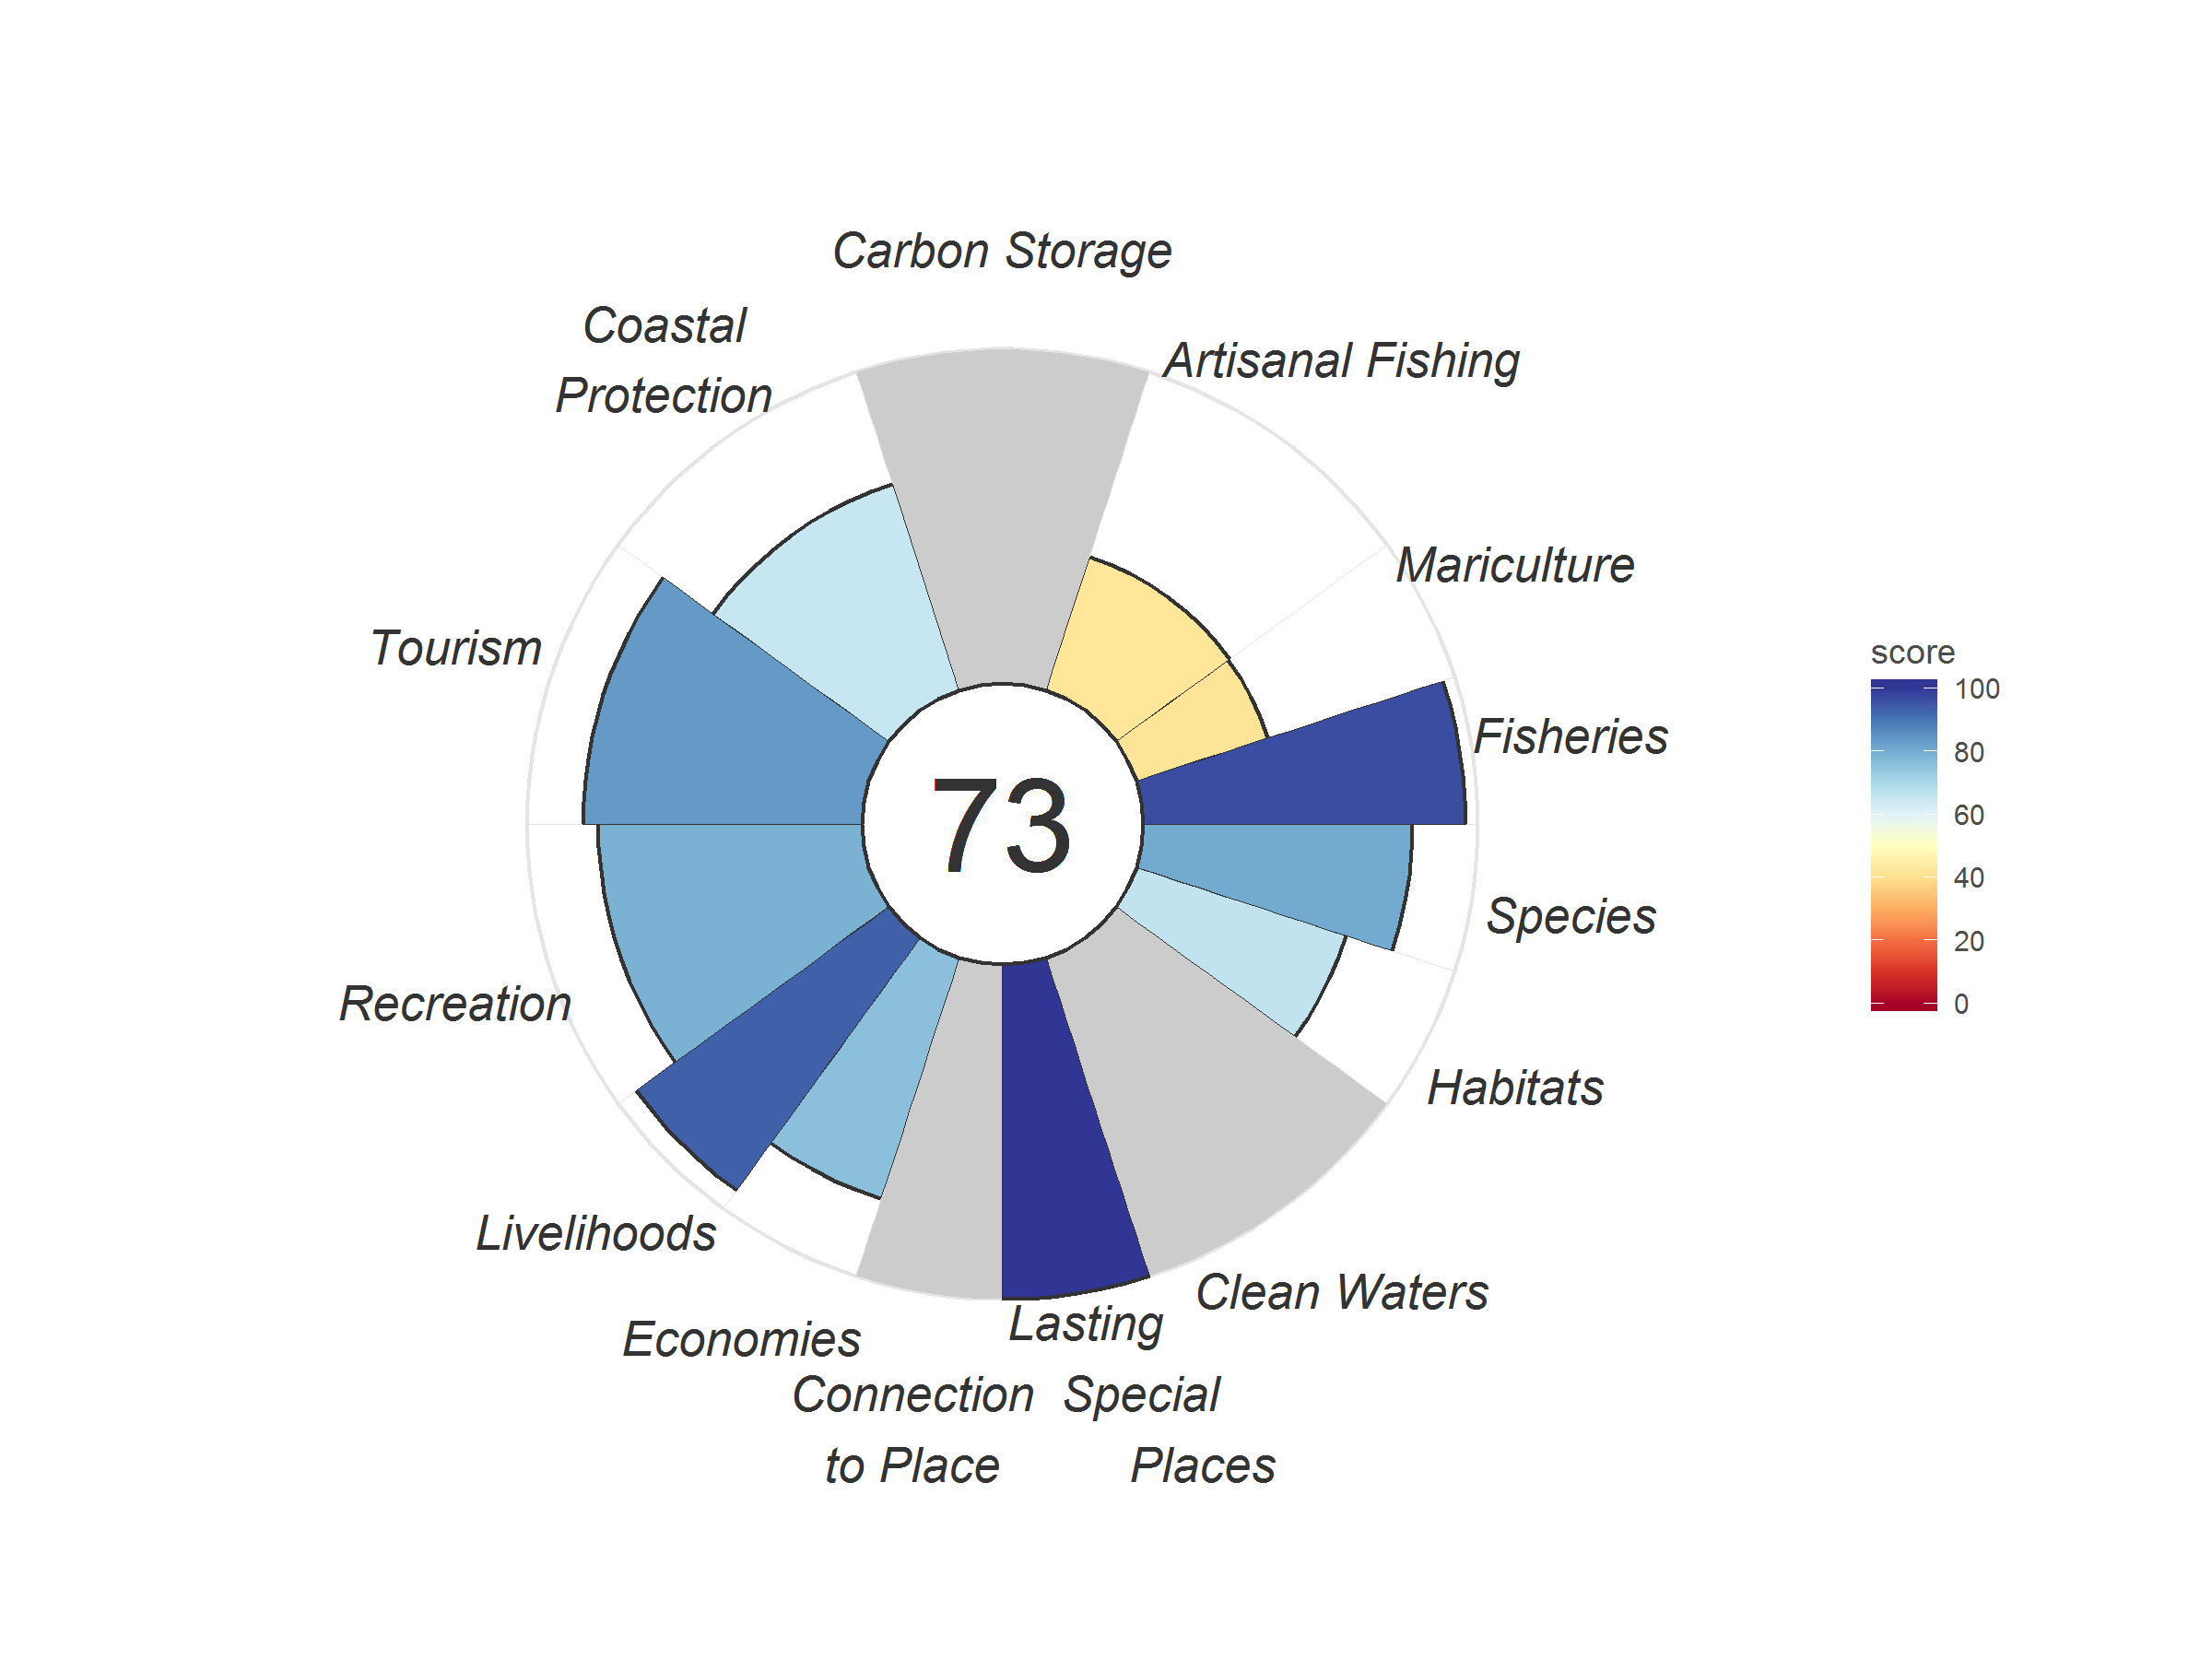 Carbon Storage
Coastal
Protection
Artisanal Fishing
Mariculture
Tourism
Fisheries
73
Species
Recreation
Habitats
Livelihoods
Clean Waters
Economies
Lasting
Special
Places
Connection
to Place
score
100
80
60
40
20
0